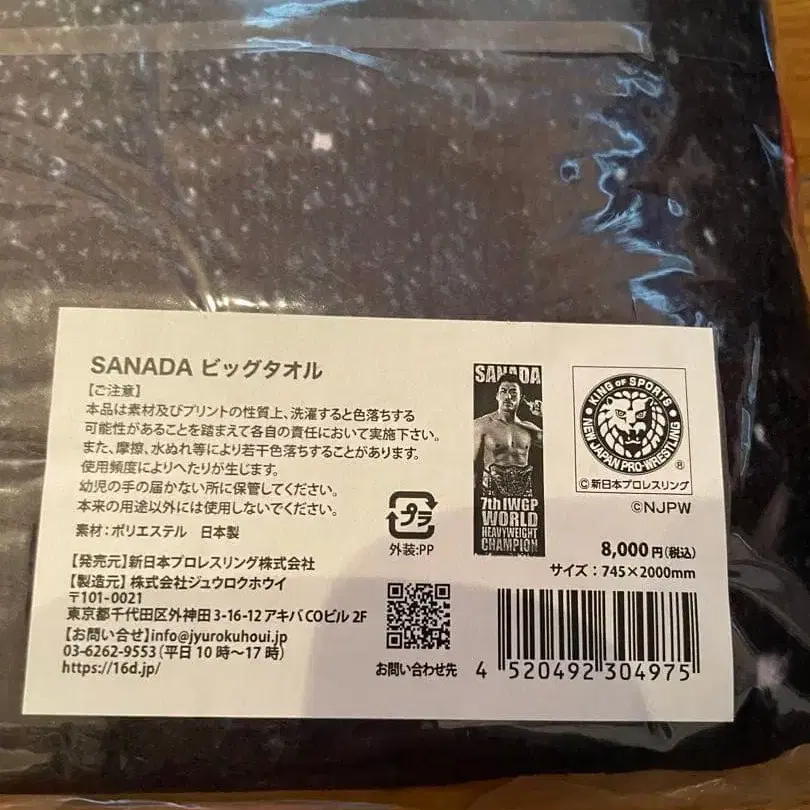 SANADA ビッグタオル
【ご注意】
本品は素材及びプリントの性質上、洗濯すると色落ちする
可能性があることを踏まえて各自の責任において実施下さい。
また、摩擦、水ぬれ等により若干色落ちすることがあります。
使用頻度によりへたりが生じます。
幼児の手の届かない所に保管してください。
本来の用途以外には使用しないでください。
素材：ポリエステル 日本製
プラ
外装：PP
SANADA
7th IWGP
WORLD
HEAVYWEIGHT
CHAMPION
KING OF SPORTS
NEW JAPAN PRO-WRESTLING
®
©新日本プロレスリング
©NJPW
8,000円（税込）
サイズ：745×2000mm
【発売元】新日本プロレスリング株式会社
【製造元】株式会社ジュウロクホウイ
〒101-0021
東京都千代田区外神田 3-16-12 アキバ COビル 2F
【お問い合せ】info@jyurokuhoui.jp
03-6262-9553（平日 10 時～17 時）
https://16d.jp/
お問い合わせ先
4 520492 304975